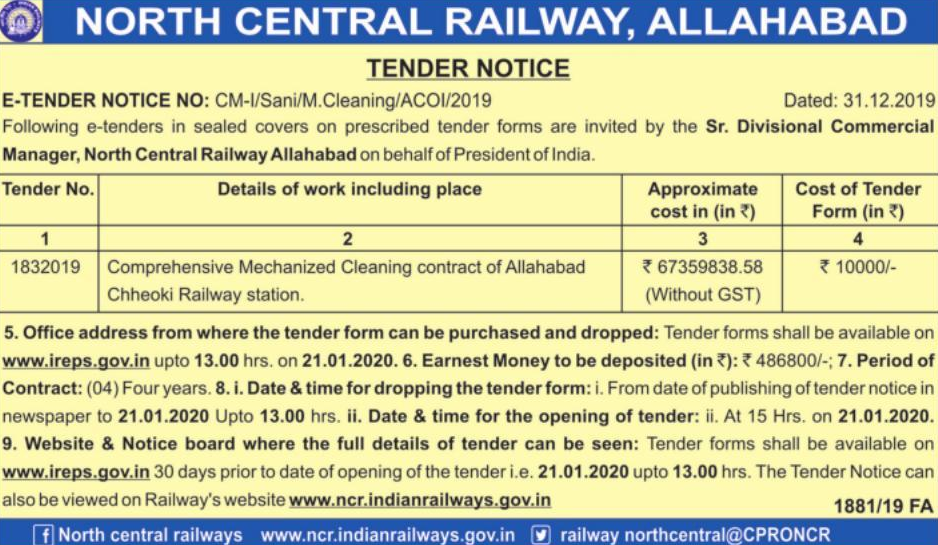 NORTH CENTRAL RAILWAY, ALLAHABAD
TENDER NOTICE
E-TENDER NOTICE NO: CM-I/Sani/M.Cleaning/ACOI/2019 Dated: 31.12.2019
Following e-tenders in sealed covers on prescribed tender forms are invited by the Sr. Divisional Commercial
Manager, North Central Railway Allahabad on behalf of President of India.
Tender No. Details of work including place Approximate cost in (in ₹) Cost of Tender Form (in ₹)
1 2 3 4
1832019 Comprehensive Mechanized Cleaning contract of Allahabad ₹ 67359838.58 ₹ 10000/-
Chheoki Railway station. (Without GST)
5. Office address from where the tender form can be purchased and dropped: Tender forms shall be available on
www.ireps.gov.in upto 13.00 hrs. on 21.01.2020. 6. Earnest Money to be deposited (in ₹): ₹ 486800/-; 7. Period of
Contract: (04) Four years. 8. i. Date & time for dropping the tender form: i. From date of publishing of tender notice in
newspaper to 21.01.2020 Upto 13.00 hrs. ii. Date & time for the opening of tender: ii. At 15 Hrs. on 21.01.2020.
9. Website & Notice board where the full details of tender can be seen: Tender forms shall be available on
www.ireps.gov.in 30 days prior to date of opening of the tender i.e. 21.01.2020 upto 13.00 hrs. The Tender Notice can
also be viewed on Railway's website www.ncr.indianrailways.gov.in 1881/19 FA
North central railways www.ncr.indianrailways.gov.in railway northcentral@CPRONCR